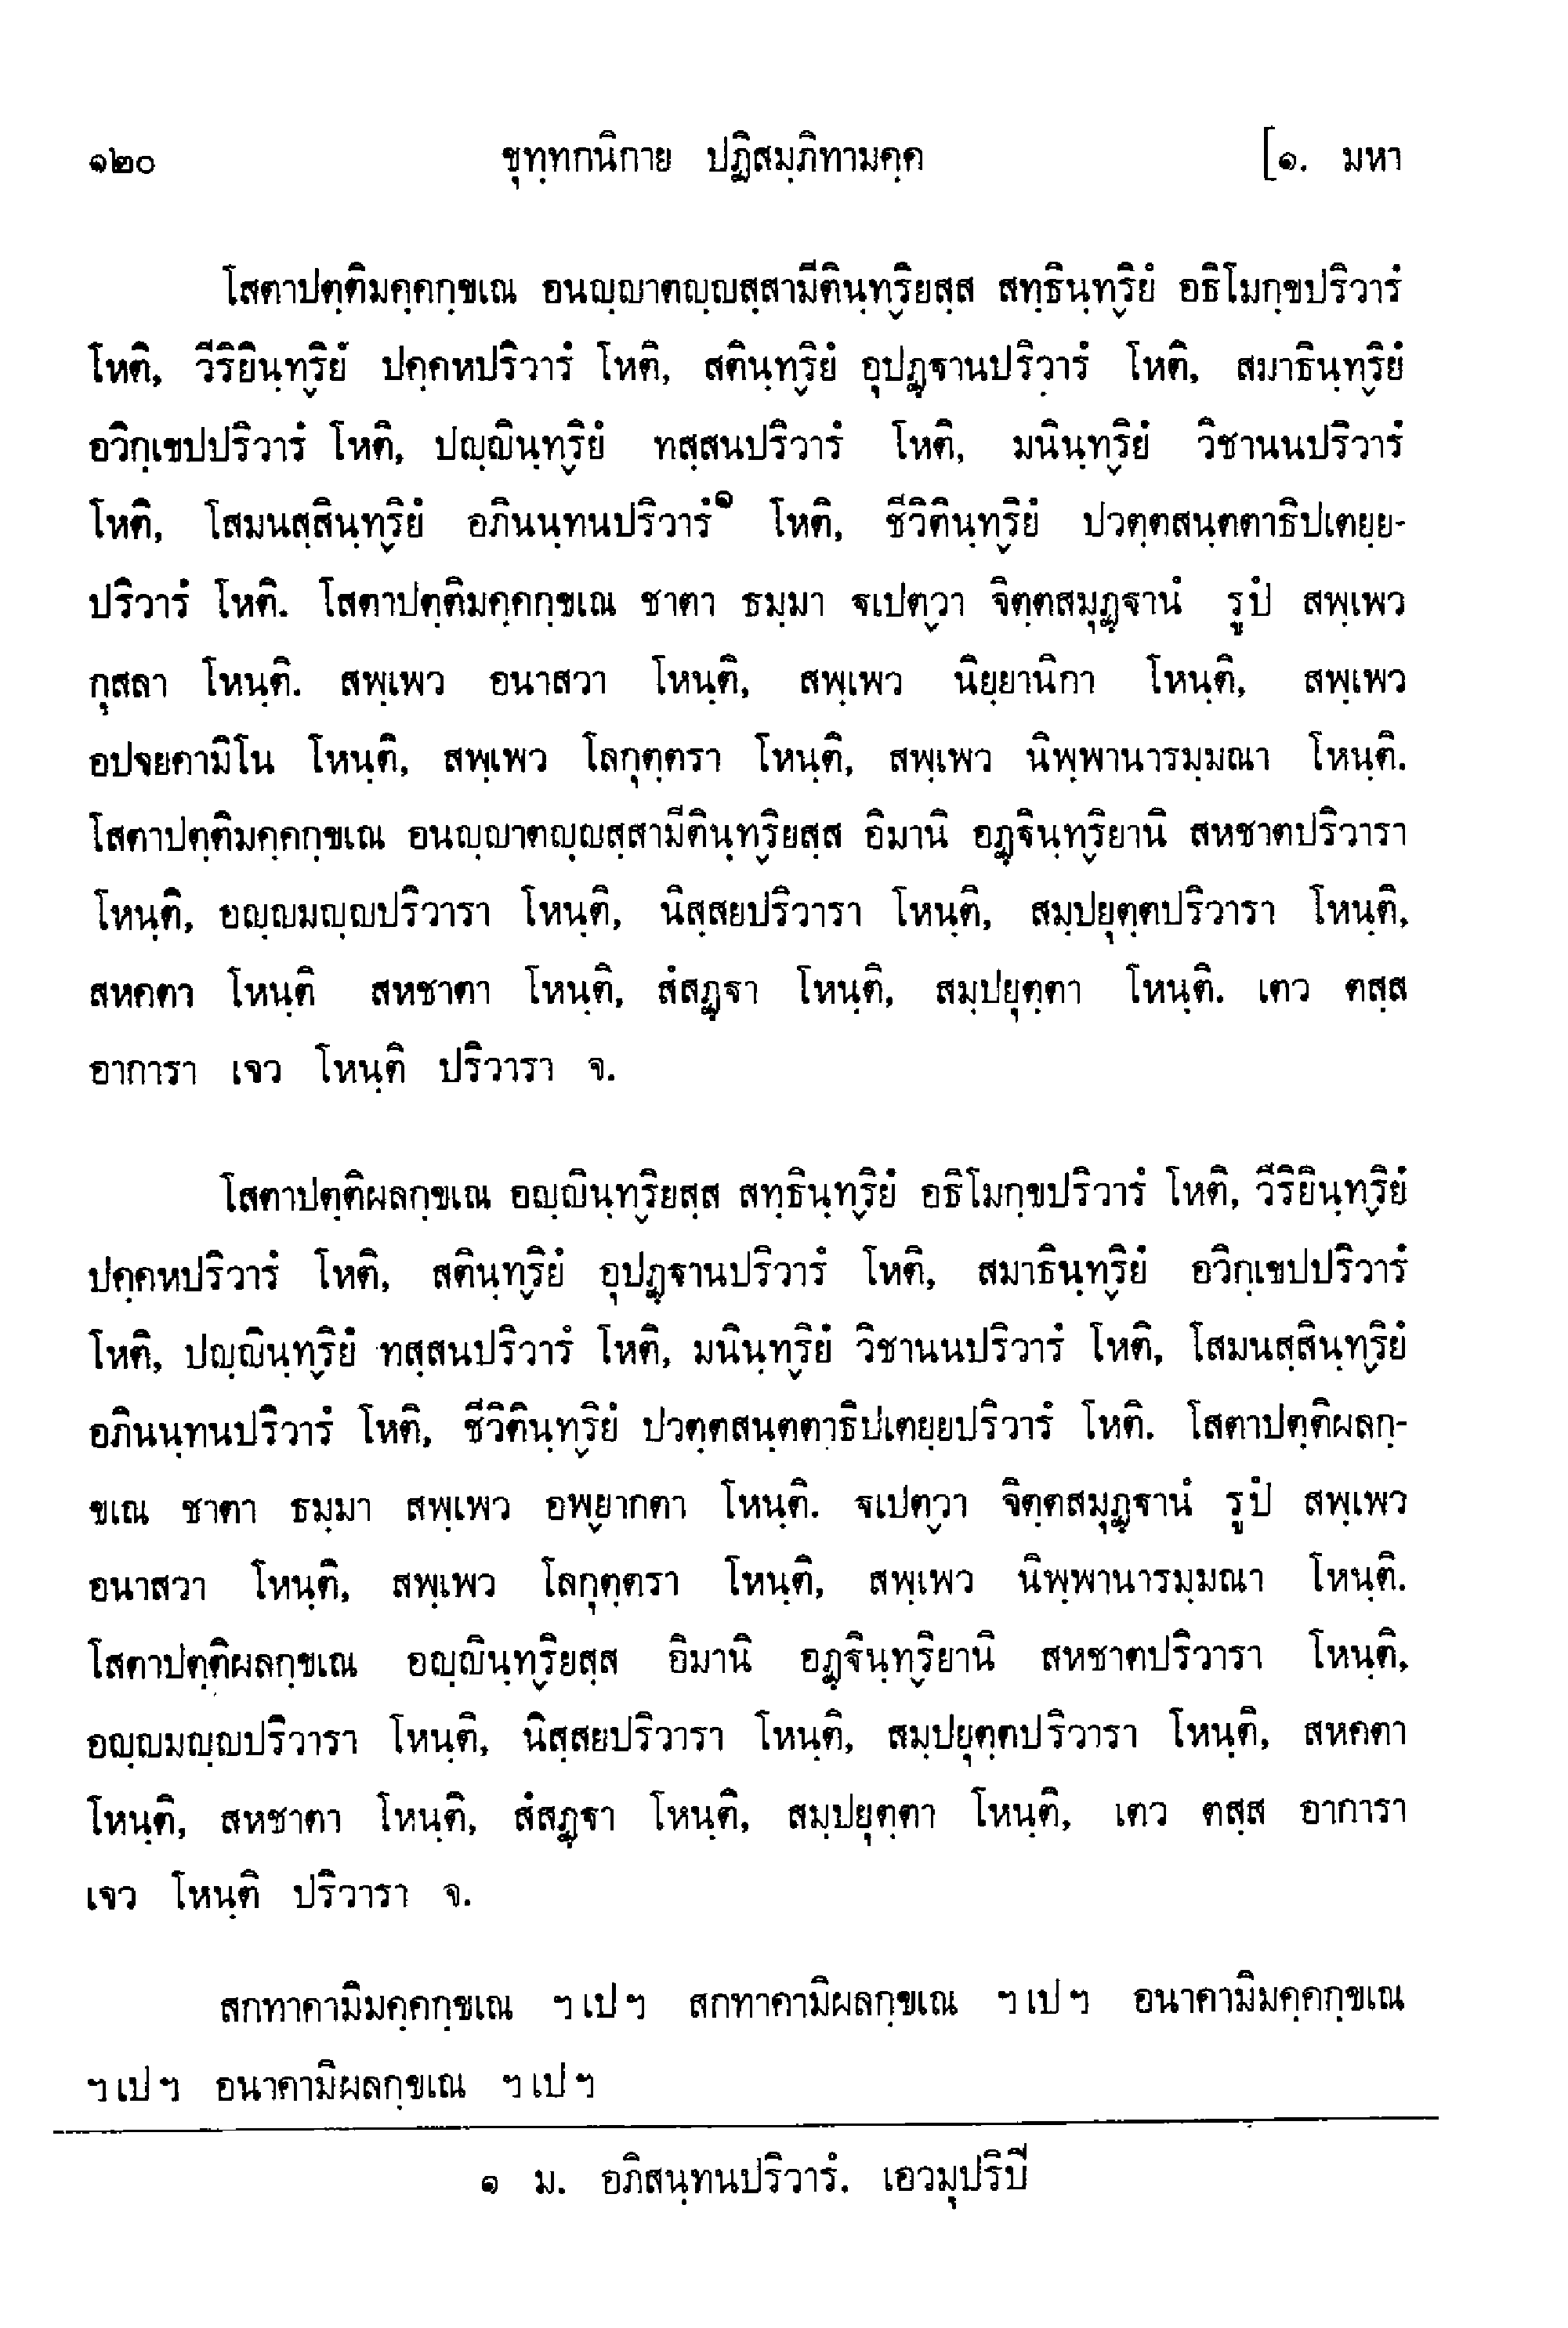 ๑๒๐ ขุทฺทกนิกาย ปฏิสมฺภิทามคฺค [๑. มหา
โสตาปตฺติมคฺคกฺขเณ อนญฺญาตญฺญสฺสามีตินฺทฺริยสฺส สทฺธินฺทฺริยํ อธิโมกฺขปริวารํ
โหติ, วีริยินฺทฺริยํ ปคฺคหปริวารํ โหติ, สตินฺทฺริยํ อุปฏฺฐานปริวารํ โหติ, สมาธินฺทฺริยํ
อวิกฺเขปปริวารํ โหติ, ปญฺญินฺทฺริยํ ทสฺสนปริวารํ โหติ, มนินฺทฺริยํ วิชานนปริวารํ
โหติ, โสมนสฺสินฺทฺริยํ อภินนฺทนปริวารํ๑ โหติ, ชีวิตินฺทฺริยํ ปวตฺตสนฺตตาธิปเตยฺย-
ปริวารํ โหติ. โสตาปตฺติมคฺคกฺขเณ ชาตา ธมฺมา ฐเปตฺวา จิตฺตสมุฏฺฐานํ รูปํ สพฺเพว
กุสลา โหนฺติ. สพฺเพว อนาสวา โหนฺติ, สพฺเพว นิยฺยานิกา โหนฺติ, สพฺเพว
อปจยคามิโน โหนฺติ, สพฺเพว โลกุตฺตรา โหนฺติ, สพฺเพว นิพฺพานารมฺมณา โหนฺติ.
โสตาปตฺติมคฺคกฺขเณ อนญฺญาตญฺญสฺสามีตินฺทฺริยสฺส อิมานิ อฏฺฐินฺทฺริยานิ สหชาตปริวารา
โหนฺติ, อญฺญมญฺญปริวารา โหนฺติ, นิสฺสยปริวารา โหนฺติ, สมฺปยุตฺตปริวารา โหนฺติ,
สหคตา โหนฺติ สหชาตา โหนฺติ, สํสฏฺฐา โหนฺติ, สมฺปยุตฺตา โหนฺติ. เตว ตสฺส
อาการา เจว โหนฺติ ปริวารา จ.
โสตาปตฺติผลกฺขเณ อญฺญินฺทฺริยสฺส สทฺธินฺทฺริยํ อธิโมกฺขปริวารํ โหติ, วีริยินฺทฺริยํ
ปคฺคหปริวารํ โหติ, สตินฺทฺริยํ อุปฏฺฐานปริวารํ โหติ, สมาธินฺทฺริยํ อวิกฺเขปปริวารํ
โหติ, ปญฺญินฺทฺริยํ ทสฺสนปริวารํ โหติ, มนินฺทฺริยํ วิชานนปริวารํ โหติ, โสมนสฺสินฺทฺริยํ
อภินนฺทนปริวารํ โหติ, ชีวิตินฺทฺริยํ ปวตฺตสนฺตตาธิปเตยฺยปริวารํ โหติ. โสตาปตฺติผลกฺ-
ขเณ ชาตา ธมฺมา สพฺเพว อพฺยากตา โหนฺติ. ฐเปตฺวา จิตฺตสมุฏฺฐานํ รูปํ สพฺเพว
อนาสวา โหนฺติ, สพฺเพว โลกุตฺตรา โหนฺติ, สพฺเพว นิพฺพานารมฺมณา โหนฺติ.
โสตาปตฺติผลกฺขเณ อญฺญินฺทฺริยสฺส อิมานิ อฏฺฐินฺทฺริยานิ สหชาตปริวารา โหนฺติ,
อญฺญมญฺญปริวารา โหนฺติ, นิสฺสยปริวารา โหนฺติ, สมฺปยุตฺตปริวารา โหนฺติ, สหคตา
โหนฺติ, สหชาตา โหนฺติ, สํสฏฺฐา โหนฺติ, สมฺปยุตฺตา โหนฺติ, เตว ตสฺส อาการา
เจว โหนฺติ ปริวารา จ.
สกทาคามิมคฺคกฺขเณ ฯ เป ฯ สกทาคามิผลกฺขเณ ฯ เป ฯ อนาคามิมคฺคกฺขเณ
ฯ เป ฯ อนาคามิผลกฺขเณ ฯ เป ฯ
๑ ม. อภิสนฺทนปริวารํ. เอวมุปริปี